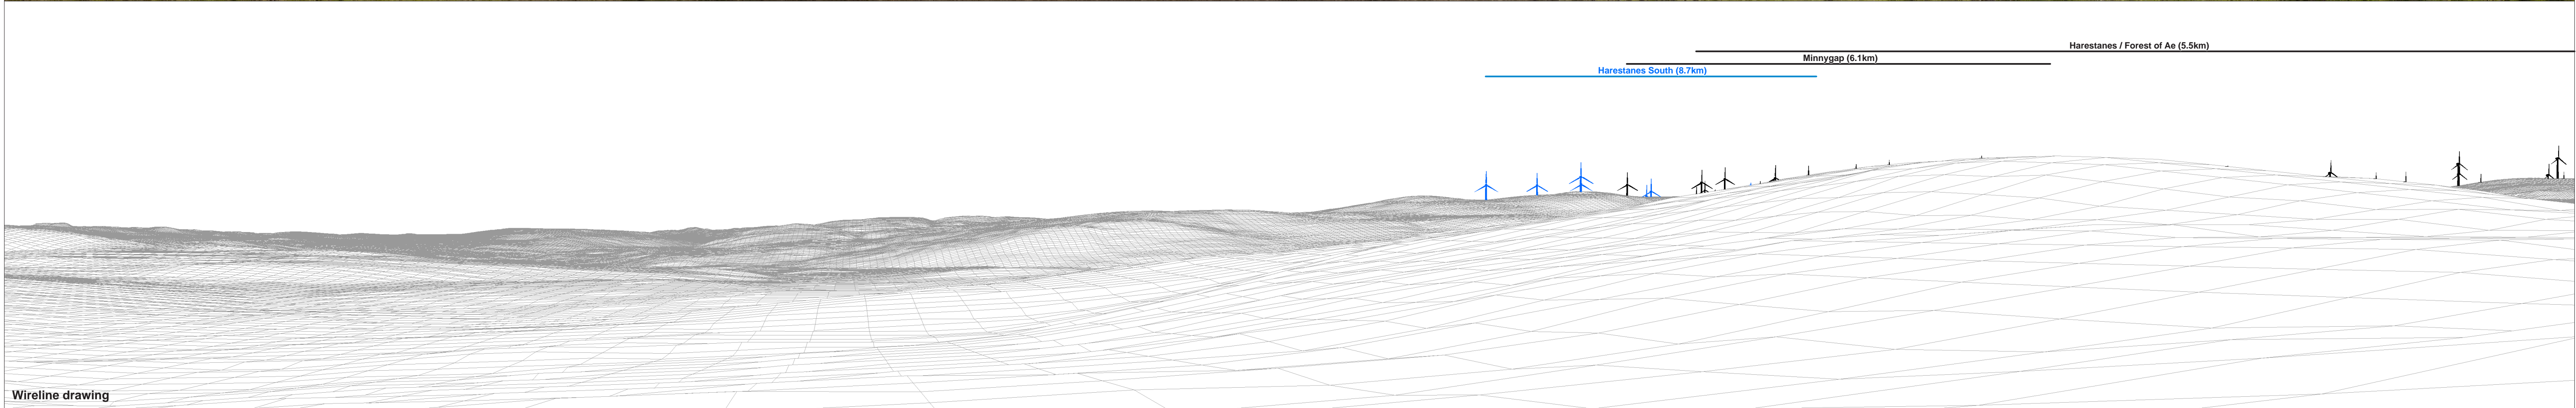 Harestanes / Forest of Ae (5.5km)
Minnygap (6.1km)
Harestanes South (8.7km)
Wireline drawing